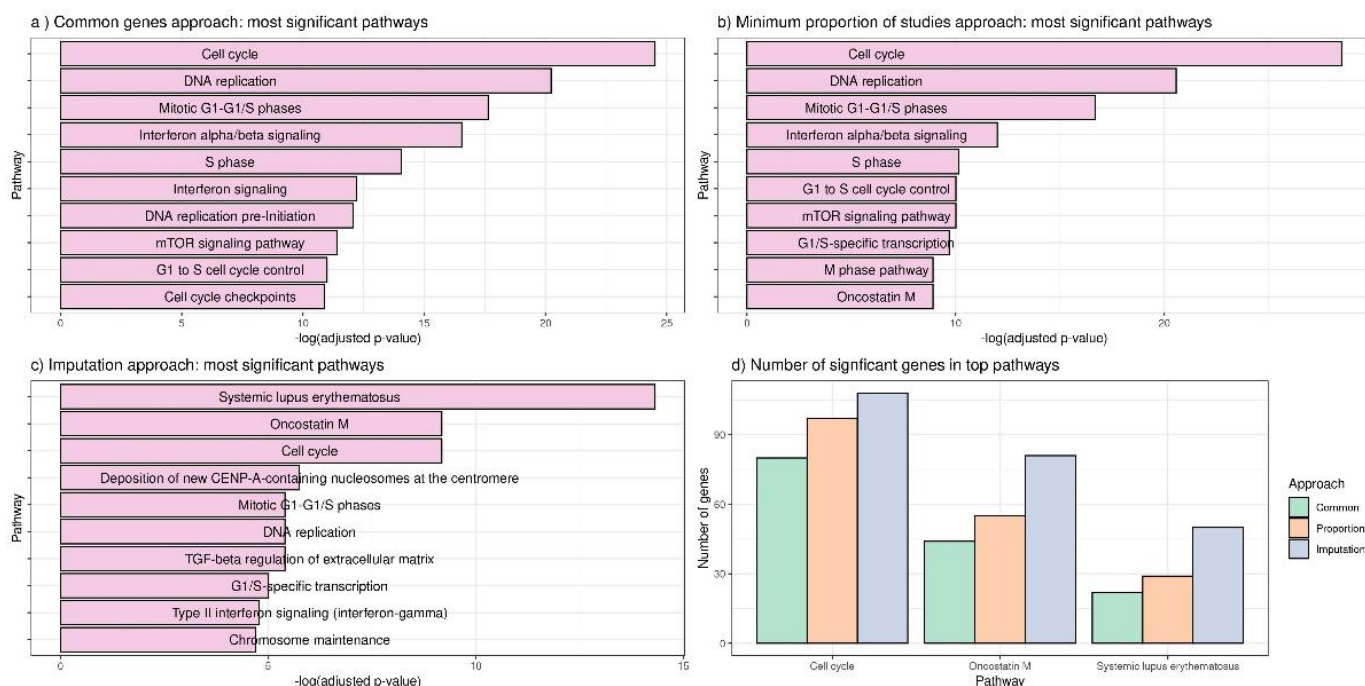 a ) Common genes approach: most significant pathways
Pathway
Cell cycle
DNA replication
Mitotic G1-G1/S phases
Interferon alpha/beta signaling
S phase
Interferon signaling
DNA replication pre-Initiation
mTOR signaling pathway
G1 to S cell cycle control
Cell cycle checkpoints
0 5 10 15 20 25
-log(adjusted p-value)
b) Minimum proportion of studies approach: most significant pathways
Pathway
Cell cycle
DNA replication
Mitotic G1-G1/S phases
Interferon alpha/beta signaling
S phase
G1 to S cell cycle control
mTOR signaling pathway
G1/S-specific transcription
M phase pathway
Oncostatin M
0 10 20
-log(adjusted p-value)
c) Imputation approach: most significant pathways
Pathway
Systemic lupus erythematosus
Oncostatin M
Cell cycle
Deposition of new CENP-A-containing nucleosomes at the centromere
Mitotic G1-G1/S phases
DNA replication
TGF-beta regulation of extracellular matrix
G1/S-specific transcription
Type II interferon signaling (interferon-gamma)
Chromosome maintenance
0 5 10 15
-log(adjusted p-value)
d) Number of signficant genes in top pathways
Number of genes
90
60
30
0
Cell cycle Oncostatin M Systemic lupus erythematosus
Pathway
Approach
Common
Proportion
Imputation